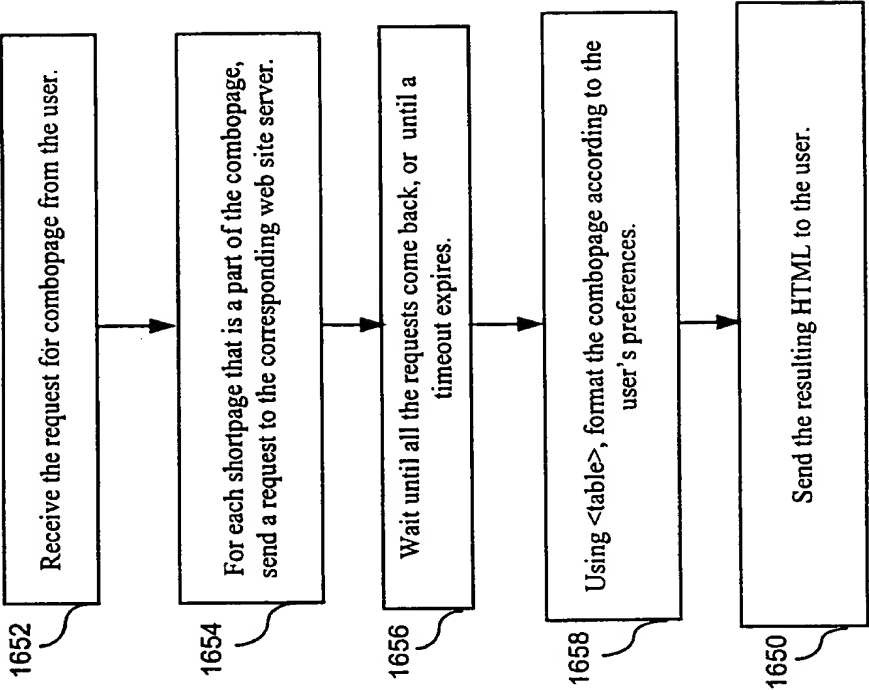 Receive the request for combopage from the user.
1652
For each shortpage that is a part of the combopage,
send a request to the corresponding web site server.
1654
Wait until all the requests come back, or until a
timeout expires.
1656
Using <table>, format the combopage according to the
user's preferences.
1658
Send the resulting HTML to the user.
1650